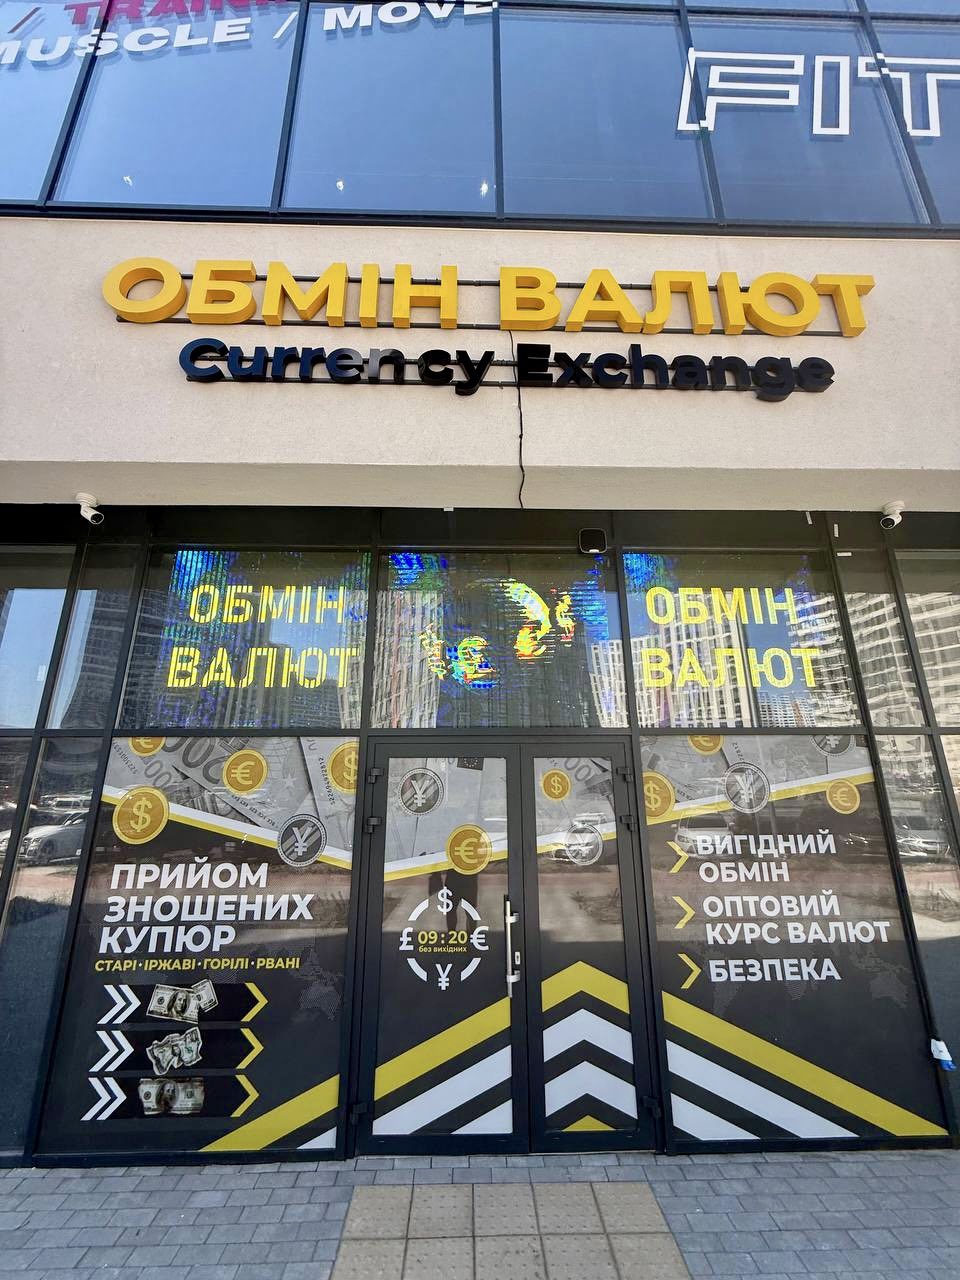 / TRAIN
MUSCLE / MOVE
FIT
ОБМІН ВАЛЮТ
Currency Exchange
ОБМІН
ВАЛЮТ
ОБМІН
ВАЛЮТ
ПРИЙОМ
ЗНОШЕНИХ
КУПЮР
СТАРІ·ІРЖАВІ·ГОРІЛІ·РВАНІ
$
£ 09:20 €
без вихідних
¥
ВИГІДНИЙ
ОБМІН
ОПТОВИЙ
КУРС ВАЛЮТ
БЕЗПЕКА